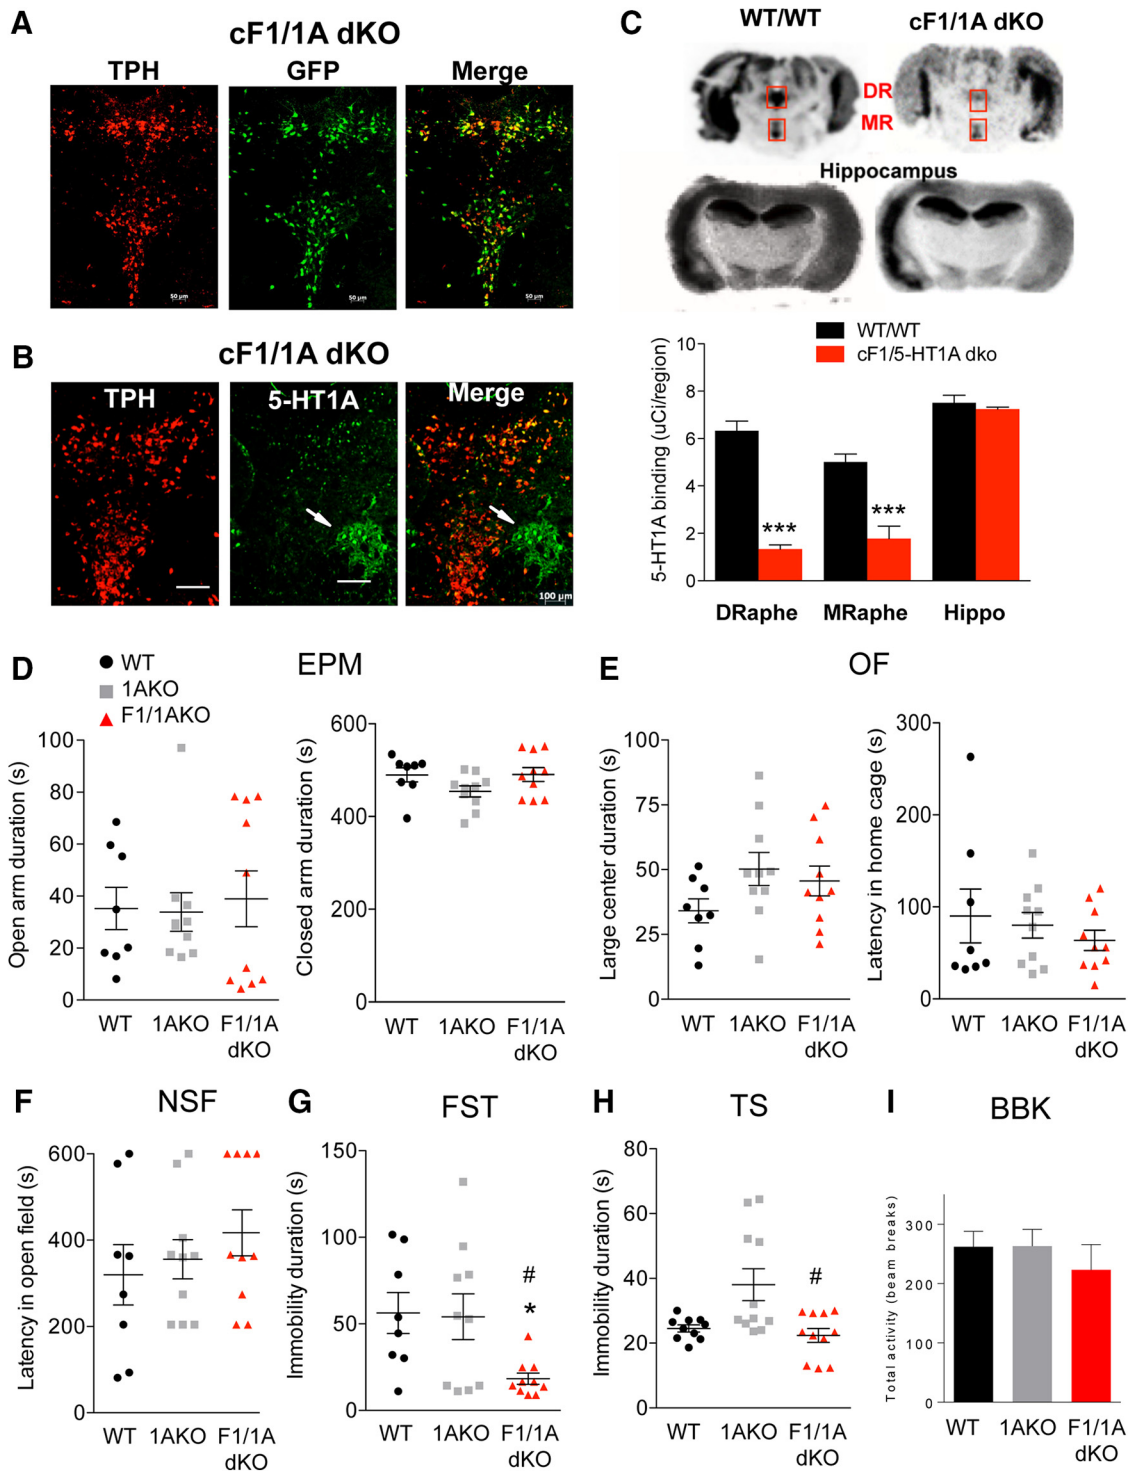 A
cF1/1A dKO
TPH
GFP
Merge
50 µm
50 µm
50 µm
B
cF1/1A dKO
TPH
5-HT1A
Merge
100 µm
C
WT/WT
cF1/1A dKO
DR
MR
Hippocampus
WT/WT
cF1/5-HT1A dko
5-HT1A binding (uCi/region)
10
8
6
4
2
0
***
***
DRaphe
MRaphe
Hippo
D
WT
1AKO
F1/1AKO
EPM
Open arm duration (s)
100
80
60
40
20
0
WT
1AKO
F1/1A
dKO
Closed arm duration (s)
600
400
200
0
WT
1AKO
F1/1A
dKO
E
OF
Large center duration (s)
100
75
50
25
0
WT
1AKO
F1/1A
dKO
Latency in home cage (s)
300
200
100
0
WT
1AKO
F1/1A
dKO
F
NSF
Latency in open field (s)
600
400
200
0
WT
1AKO
F1/1A
dKO
G
FST
Immobility duration (s)
150
100
50
0
#
*
WT
1AKO
F1/1A
dKO
H
TS
Immobility duration (s)
80
60
40
20
0
#
WT
1AKO
F1/1A
dKO
I
BBK
Total activity (beam breaks)
300
200
100
0
WT
1AKO
F1/1A
dKO